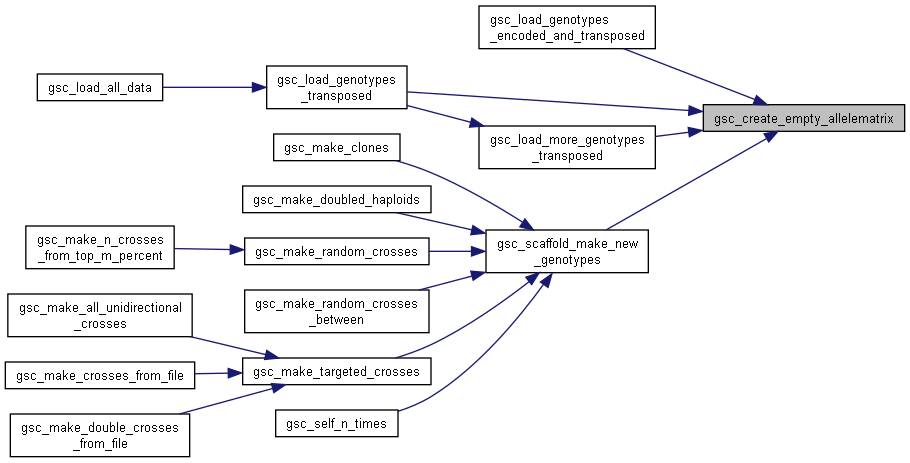 gsc_load_genotypes
_encoded_and_transposed
gsc_load_all_data
gsc_load_genotypes
_transposed
gsc_create_empty_allelematrix
gsc_load_more_genotypes
_transposed
gsc_make_clones
gsc_make_doubled_haploids
gsc_make_n_crosses
_from_top_m_percent
gsc_make_random_crosses
gsc_scaffold_make_new
_genotypes
gsc_make_random_crosses
_between
gsc_make_all_unidirectional
_crosses
gsc_make_crosses_from_file
gsc_make_targeted_crosses
gsc_make_double_crosses
_from_file
gsc_self_n_times